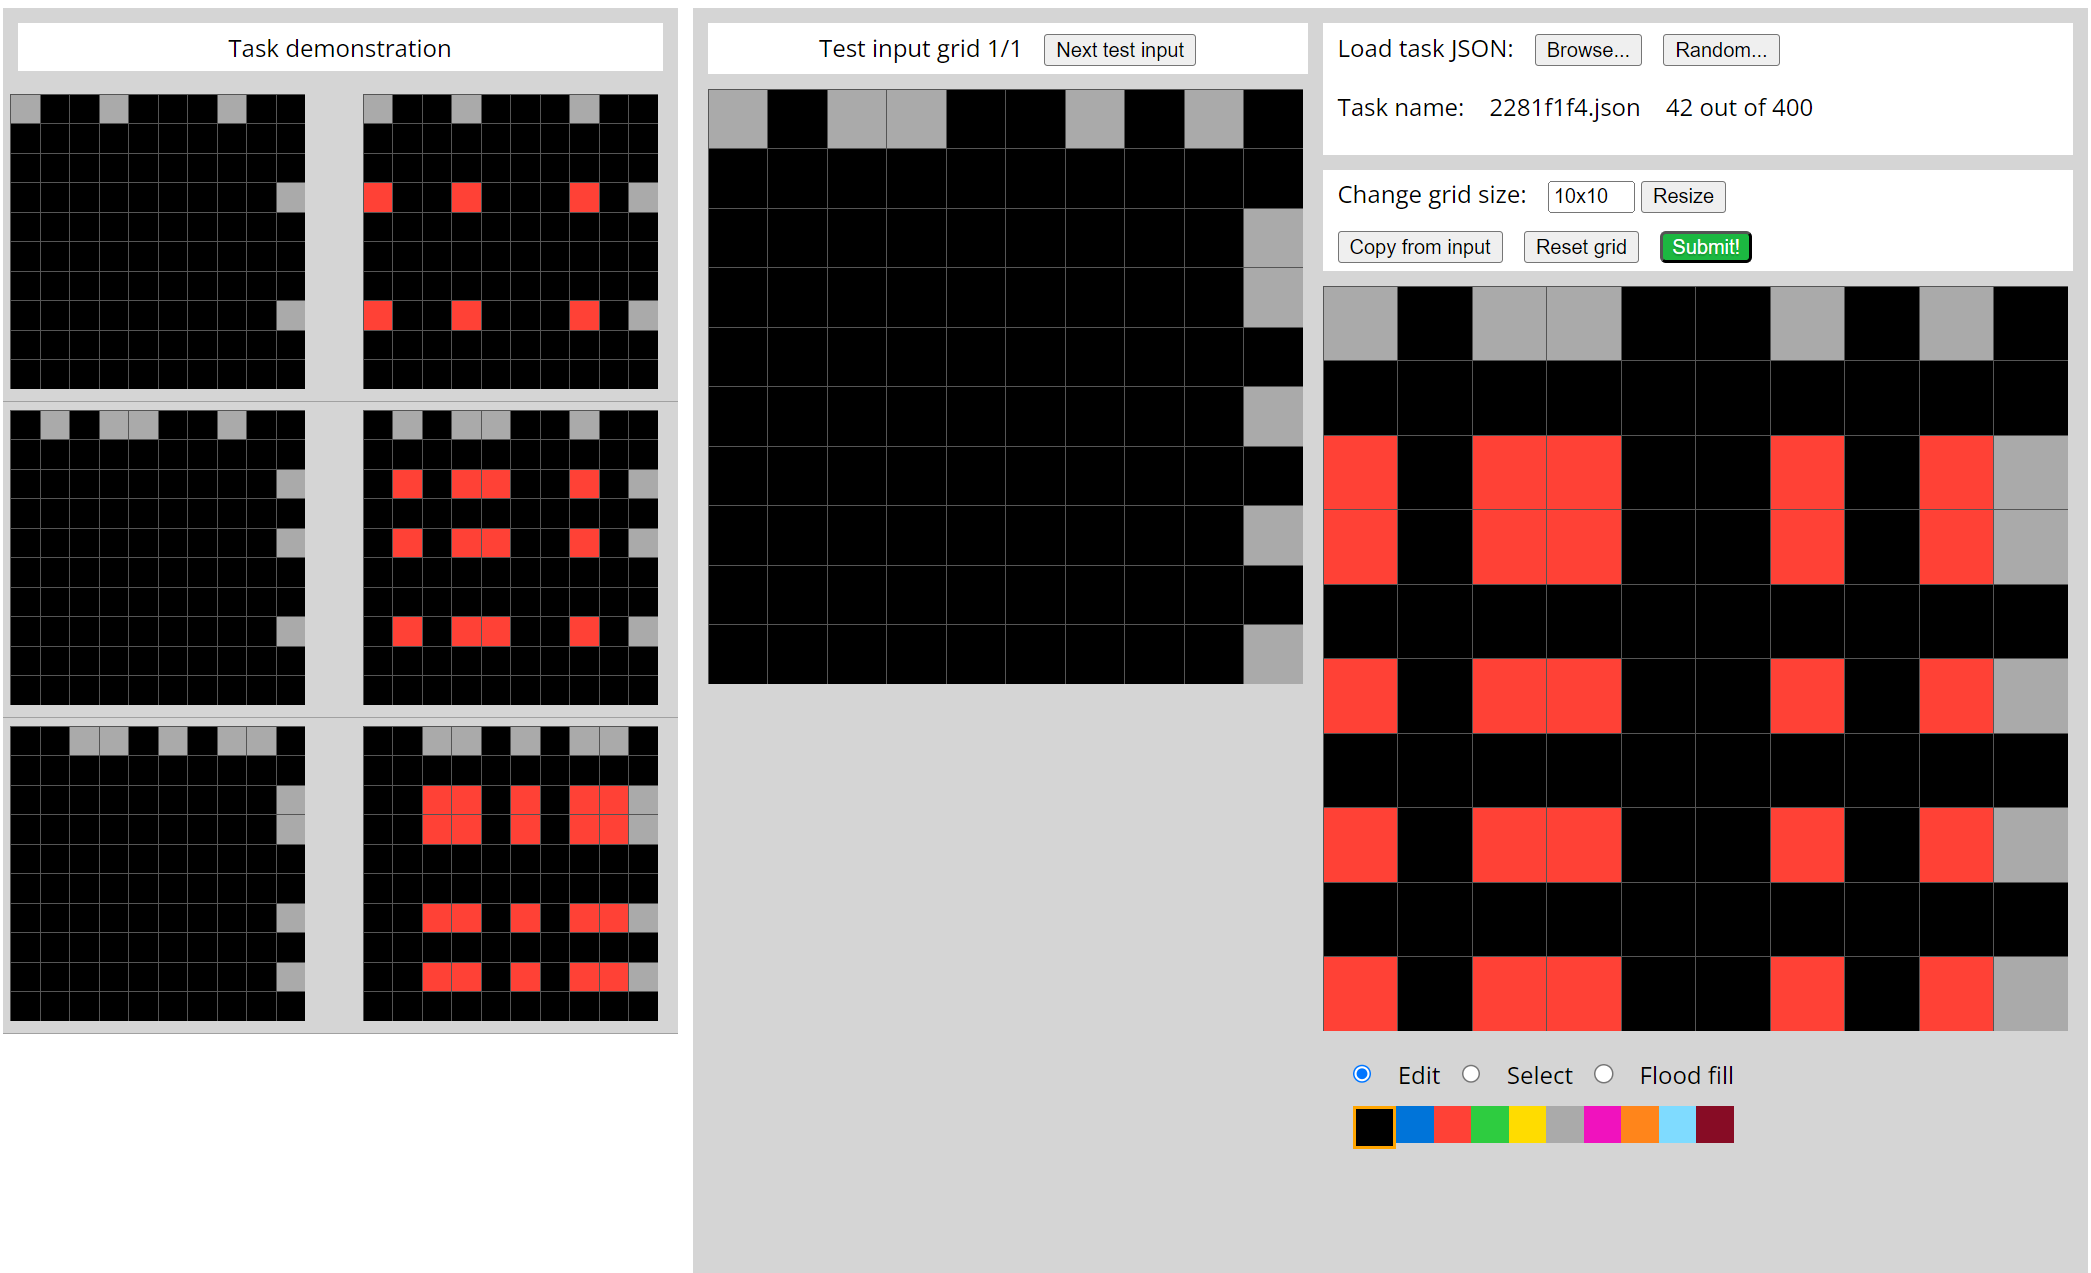 Task demonstration
Test input grid 1/1 Next test input
Load task JSON: Browse... Random...
Task name: 2281f1f4.json 42 out of 400
Change grid size: 10x10 Resize
Copy from input Reset grid Submit!
Edit Select Flood fill